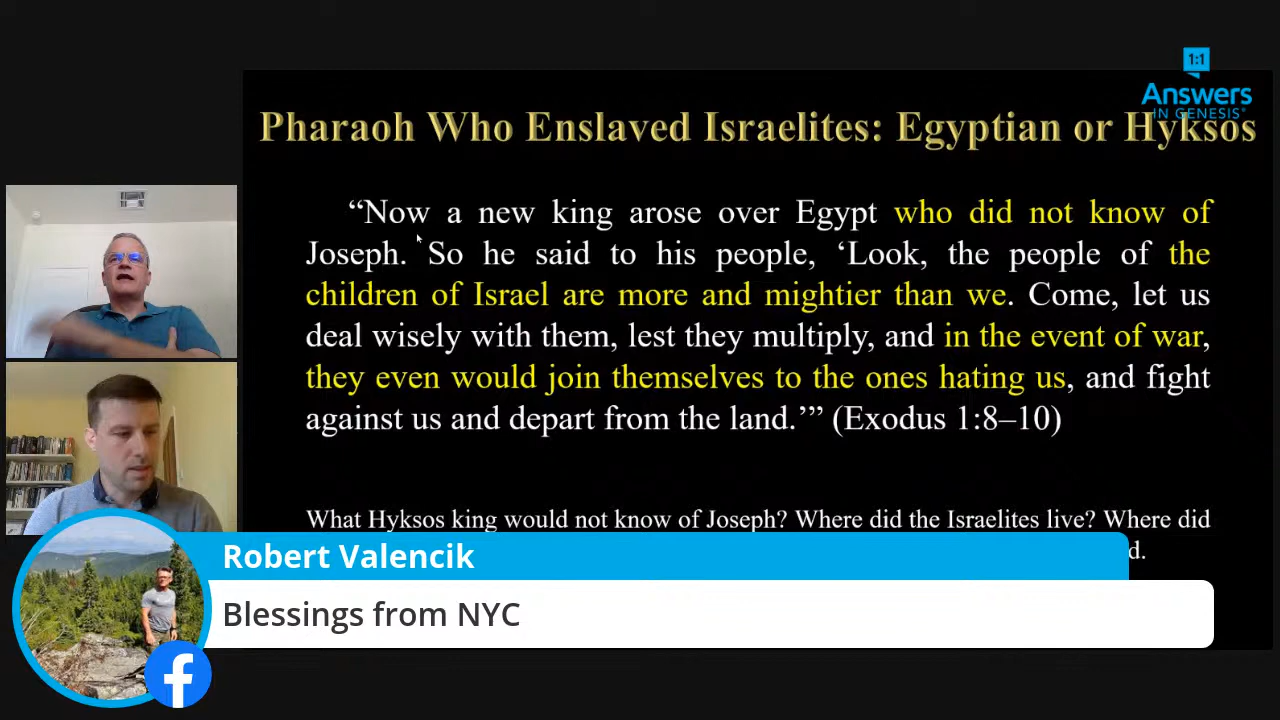 1:1
Answers
IN GENESIS®
Pharaoh Who Enslaved Israelites: Egyptian or Hyksos
“Now a new king arose over Egypt who did not know of
Joseph. So he said to his people, ‘Look, the people of the
children of Israel are more and mightier than we. Come, let us
deal wisely with them, lest they multiply, and in the event of war,
they even would join themselves to the ones hating us, and fight
against us and depart from the land.’” (Exodus 1:8–10)
What Hyksos king would not know of Joseph? Where did the Israelites live? Where did
d.
Robert Valencik
Blessings from NYC